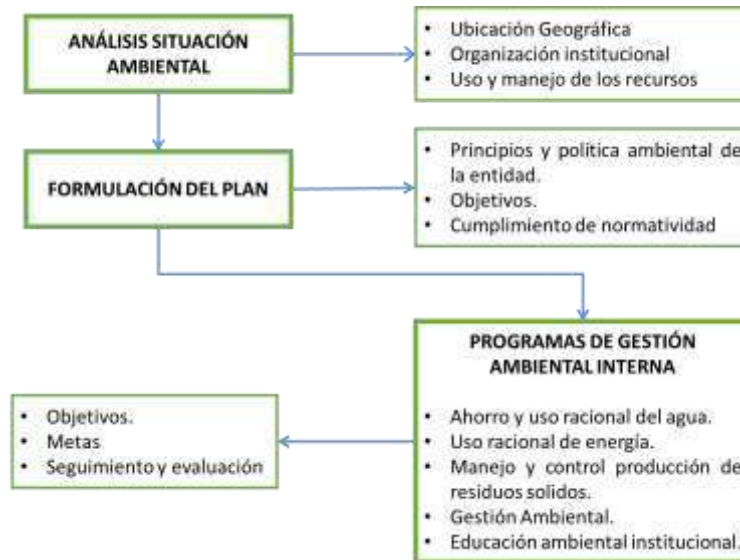 ANÁLISIS SITUACIÓN
AMBIENTAL
• Ubicación Geográfica
• Organización institucional
• Uso y manejo de los recursos
FORMULACIÓN DEL PLAN
• Principios y política ambiental de
la entidad.
• Objetivos.
• Cumplimiento de normatividad
PROGRAMAS DE GESTIÓN
AMBIENTAL INTERNA
• Ahorro y uso racional del agua.
• Uso racional de energía.
• Manejo y control producción de
residuos solidos.
• Gestión Ambiental.
• Educación ambiental institucional.
• Objetivos.
• Metas
• Seguimiento y evaluación